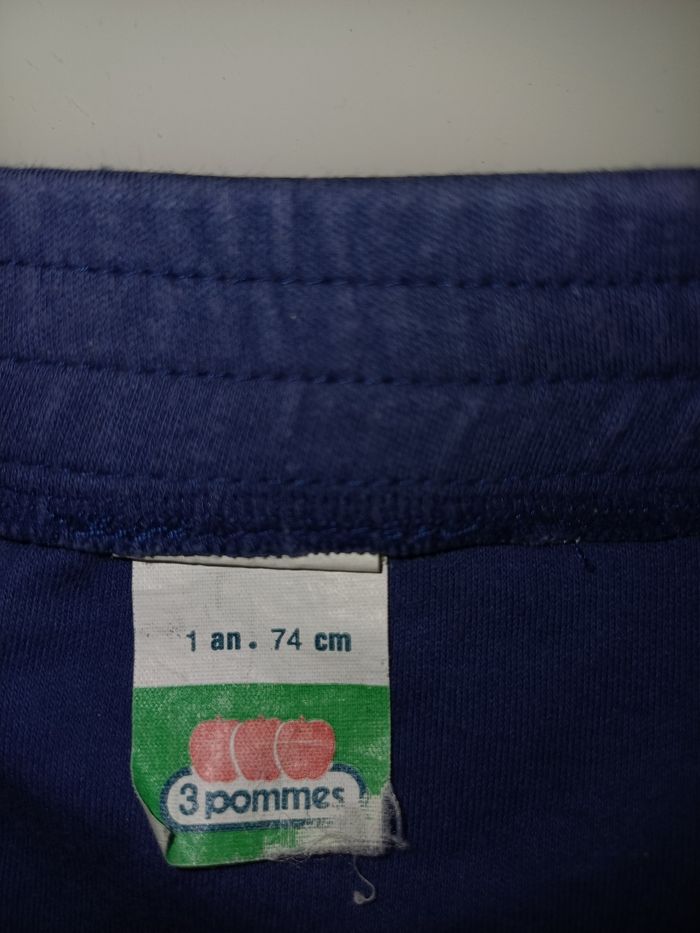 1 an. 74 cm
3 pommes